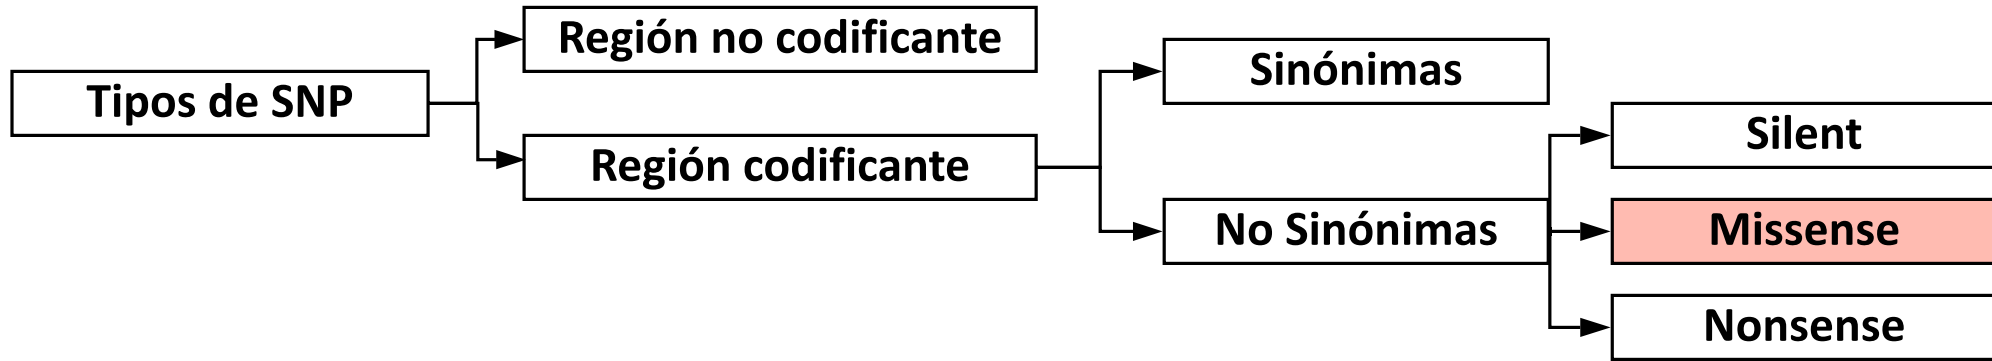 Tipos de SNP
Región no codificante
Región codificante
Sinónimas
No Sinónimas
Silent
Missense
Nonsense